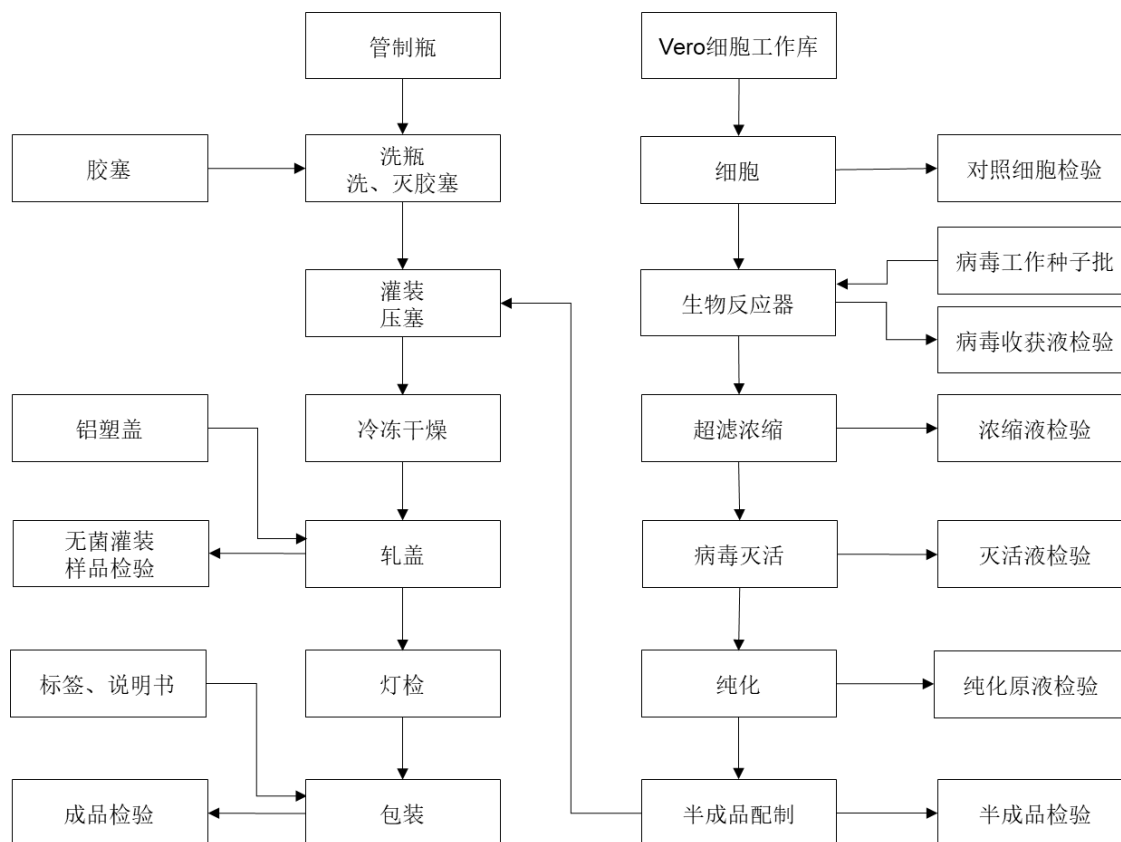 管制瓶
Vero细胞工作库
胶塞
洗瓶
洗、灭胶塞
细胞
对照细胞检验
病毒工作种子批
灌装
压塞
生物反应器
病毒收获液检验
铝塑盖
冷冻干燥
超滤浓缩
浓缩液检验
无菌灌装
样品检验
轧盖
病毒灭活
灭活液检验
标签、说明书
灯检
纯化
纯化原液检验
成品检验
包装
半成品配制
半成品检验